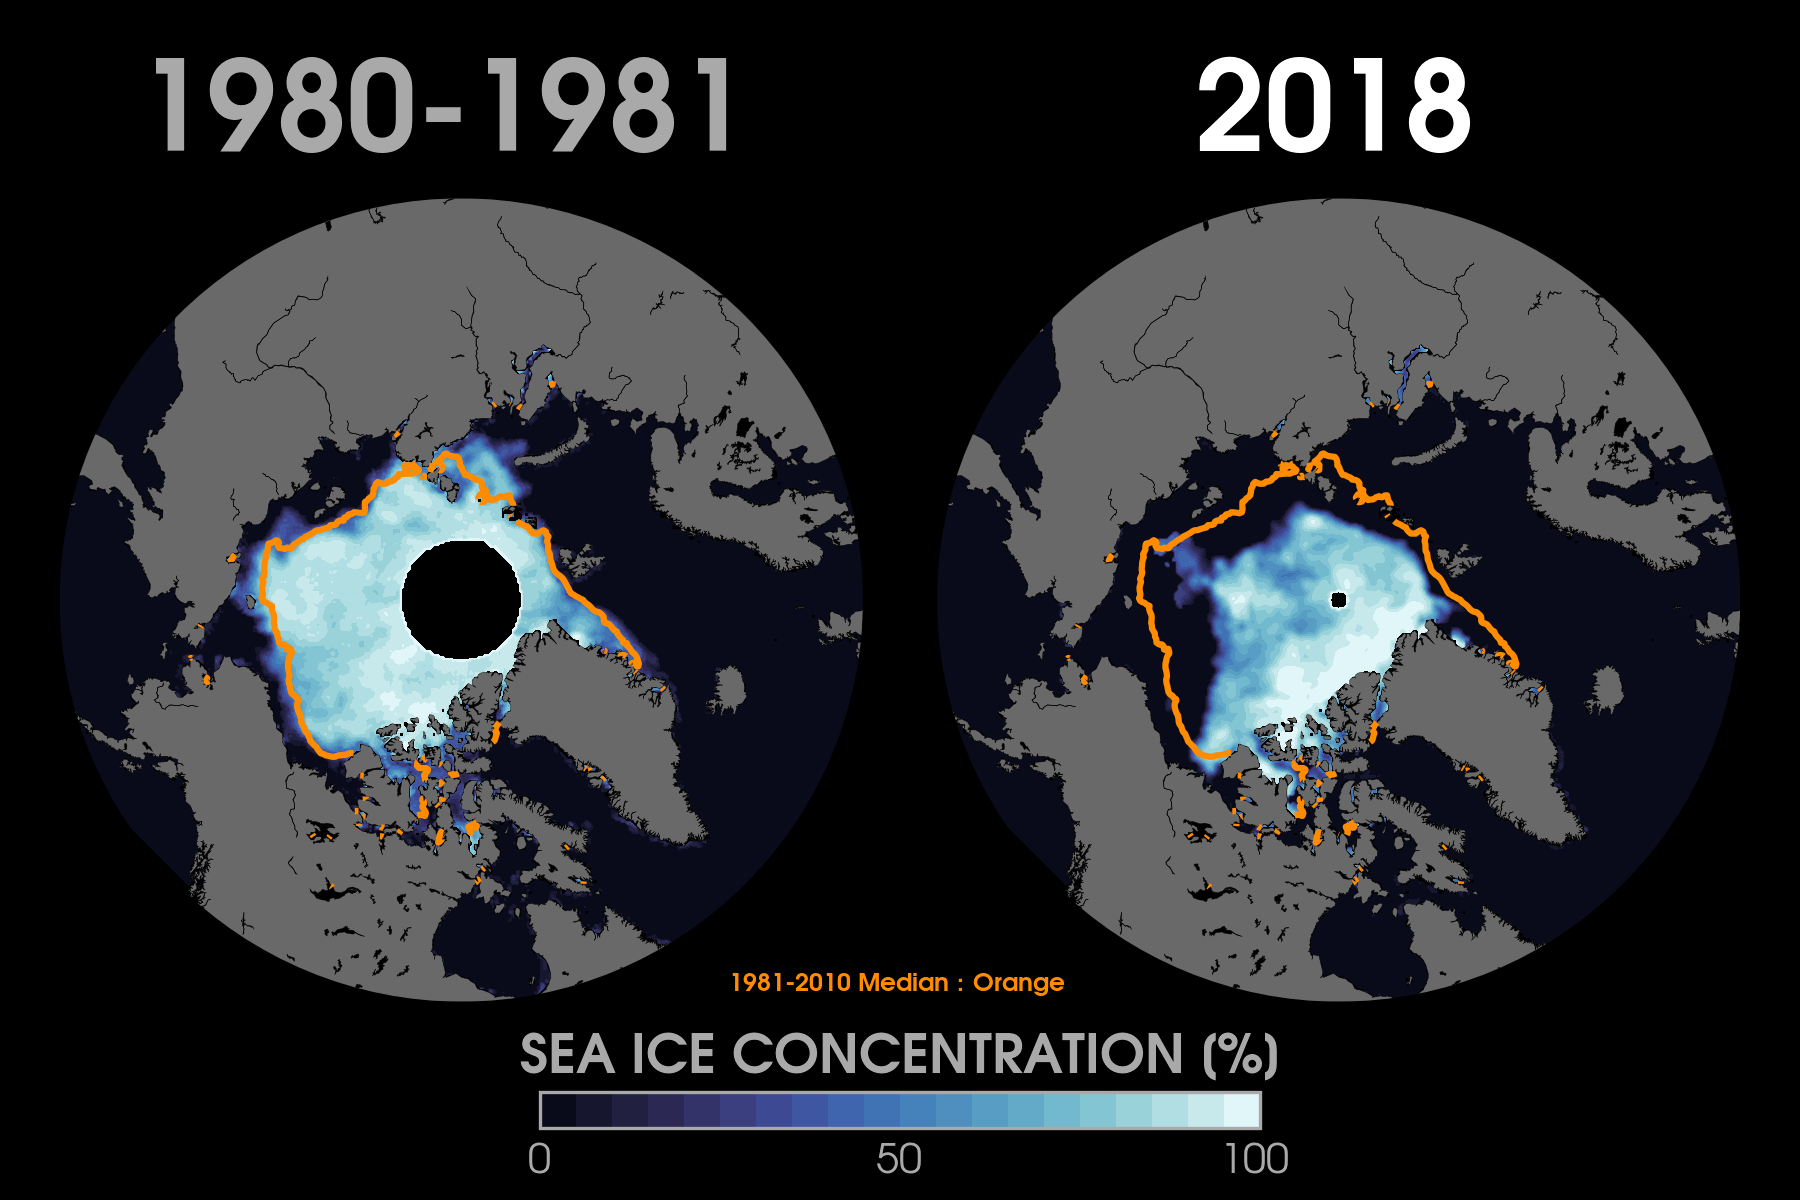 1980-1981
2018
1981-2010 Median : Orange
SEA ICE CONCENTRATION (%)
0 50 100